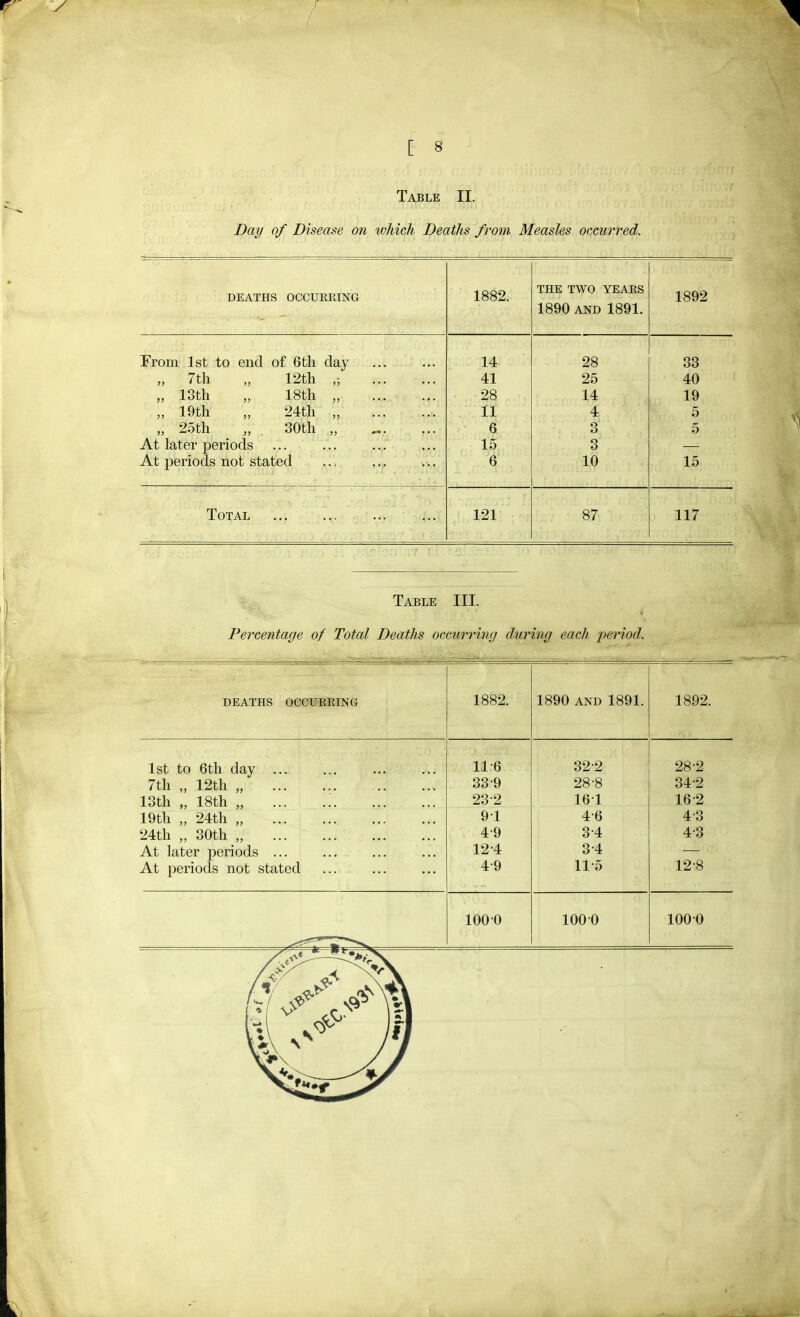 [ 8
TABLE II.
Day of Disease on which Deaths from Measles occurred.
DEATHS OCCURRING 1882. THE TWO YEARS 1890 AND 1891. 1892
From 1st to end of 6th day ... ... 14 28 33
„ 7th „ 12th „ ... ... 41 25 40
„ 13th „ 18th „ ... ... 28 14 19
„ 19th „ 24th „ ... ... 11 4 5
„ 25th „ 30th „ ... ... 6 3 5
At later periods ... ... ... ... 15 3 —
At periods not stated ... ... ... 6 10 15
TOTAL ... ... ... ... 121 87 117
TABLE III.
Percentage of Total Deaths occurring during each period.
DEATHS OCCURRING 1882. 1890 AND 1891. 1892.
1st to 6th day ... ... ... ... 11·6 32·2 28·2
7th „ 12th „ ... ... ... ... 33·9 28·8 34·2
13th „ 18th „ ... ... ... ... 23·2 16·1 16·2
19th „ 24th „ ... ... ... ... 9·1 4·6 4·3
24th „ 30th „ ... ... ... ... 4·9 3·4 4·3
At later periods ... ... ... ... 12·4 3·4 —
At periods not stated ... ... ... 4·9 11·5 12·8
100·0 100·0 100·0
LIBRARY
11 DEC. 1931